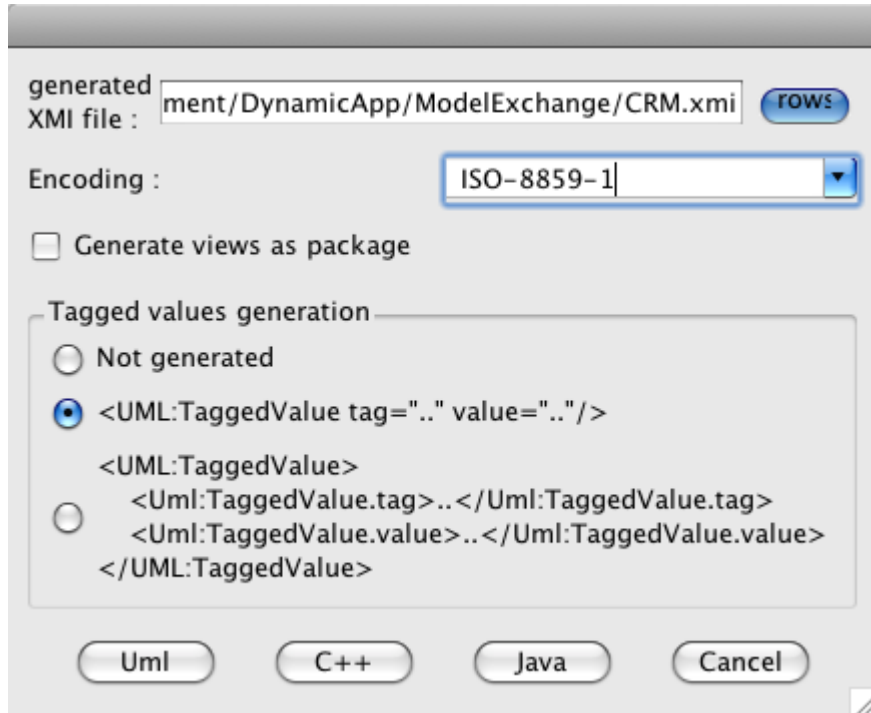 generated
XMI file :
ment/DynamicApp/ModelExchange/CRM.xmi
rows
Encoding :
ISO-8859-1
Generate views as package
Tagged values generation
Not generated
<UML:TaggedValue tag=".." value=".."/>
<UML:TaggedValue>
<Uml:TaggedValue.tag>..</Uml:TaggedValue.tag>
<Uml:TaggedValue.value>..</Uml:TaggedValue.value>
</UML:TaggedValue>
Uml
C++
Java
Cancel